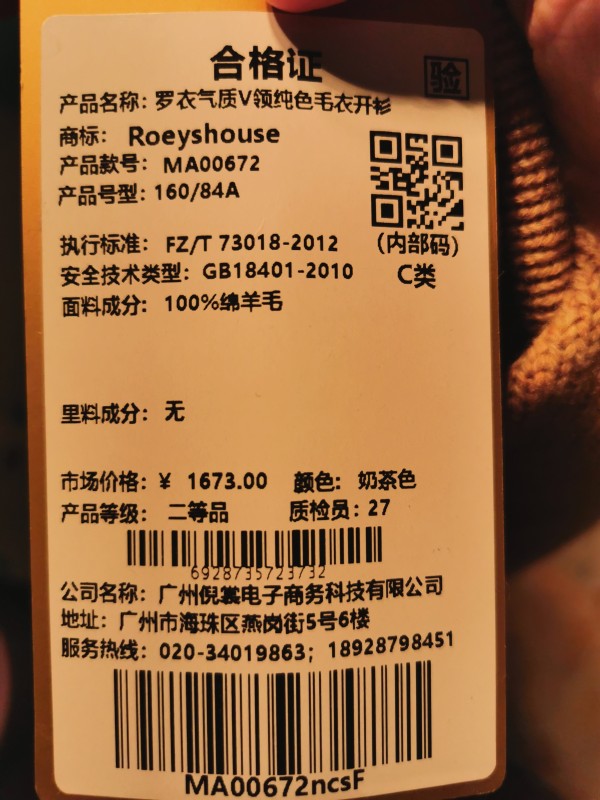 合格证
验
产品名称：罗衣气质V领纯色毛衣开衫
商标： Roeyshouse
产品款号： MA00672
产品号型：160/84A
执行标准： FZ/T 73018-2012
（内部码）
安全技术类型：GB18401-2010
C类
面料成分： 100%绵羊毛
里料成分： 无
市场价格：￥ 1673.00 颜色: 奶茶色
产品等级： 二等品 质检员：27
6928735723732
公司名称：广州倪裳电子商务科技有限公司
地址：广州市海珠区燕岗街5号6楼
服务热线：020-34019863；18928798451
MA00672ncsF